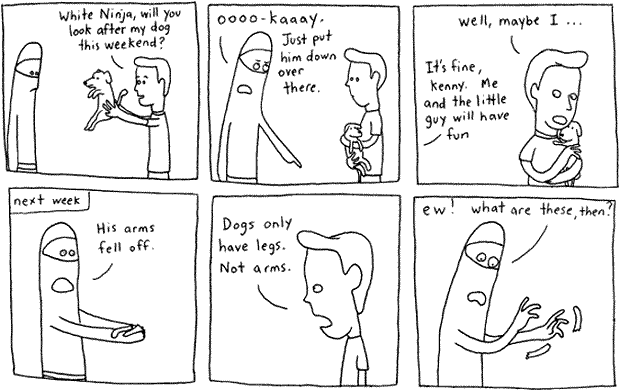 White Ninja, will you
look after my dog
this weekend?
oooo-kaaay.
Just put
him down
over
there.
well, maybe I ...
It's fine,
kenny. Me
and the little
guy will have
fun
next week
His arms
fell off.
Dogs only
have legs.
Not arms.
ew! what are these, then?